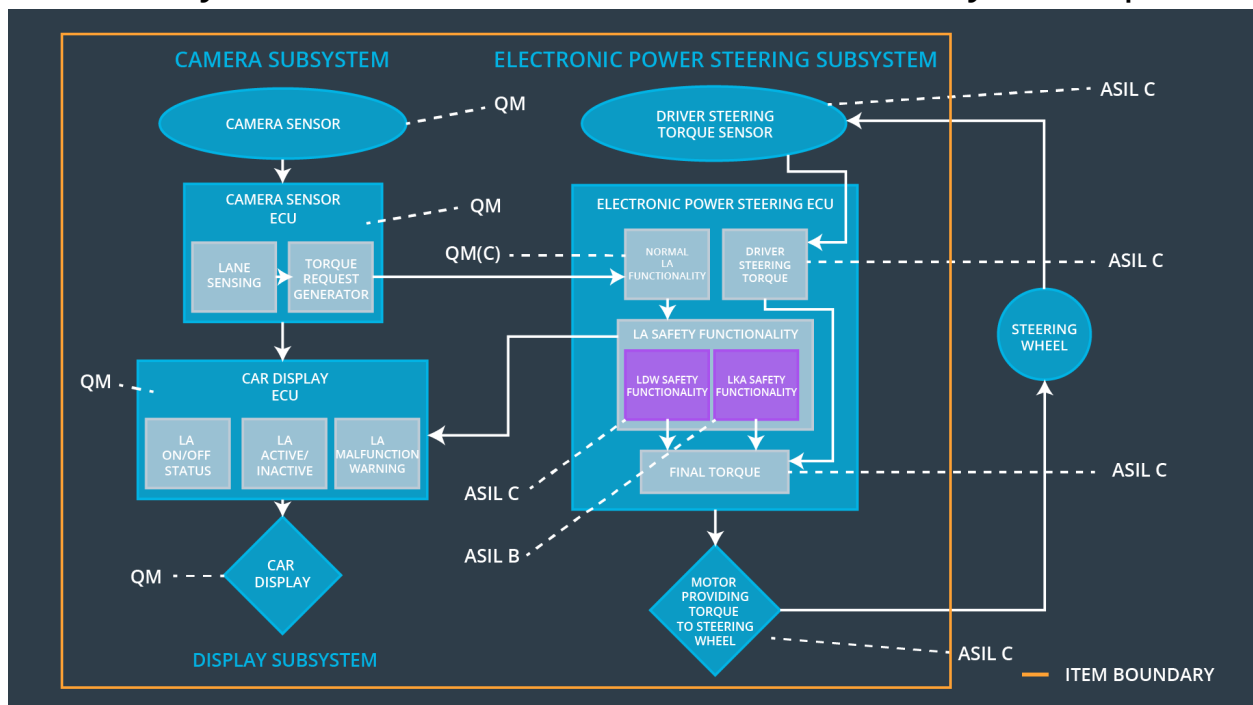 CAMERA SUBSYSTEM
ELECTRONIC POWER STEERING SUBSYSTEM
CAMERA SENSOR
QM
DRIVER STEERING
TORQUE SENSOR
ASIL C
CAMERA SENSOR
ECU
QM
LANE
SENSING
TORQUE
REQUEST
GENERATOR
QM(C)
ELECTRONIC POWER STEERING ECU
NORMAL
LA
FUNCTIONALITY
DRIVER
STEERING
TORQUE
ASIL C
LA SAFETY FUNCTIONALITY
LDW SAFETY
FUNCTIONALITY
LKA SAFETY
FUNCTIONALITY
STEERING
WHEEL
QM
CAR DISPLAY
ECU
LA
ON/OFF
STATUS
LA
ACTIVE/
INACTIVE
LA
MALFUNCTION
WARNING
FINAL TORQUE
ASIL C
ASIL C
ASIL B
QM
CAR
DISPLAY
MOTOR
PROVIDING
TORQUE
TO STEERING
WHEEL
ASIL C
DISPLAY SUBSYSTEM
ITEM BOUNDARY